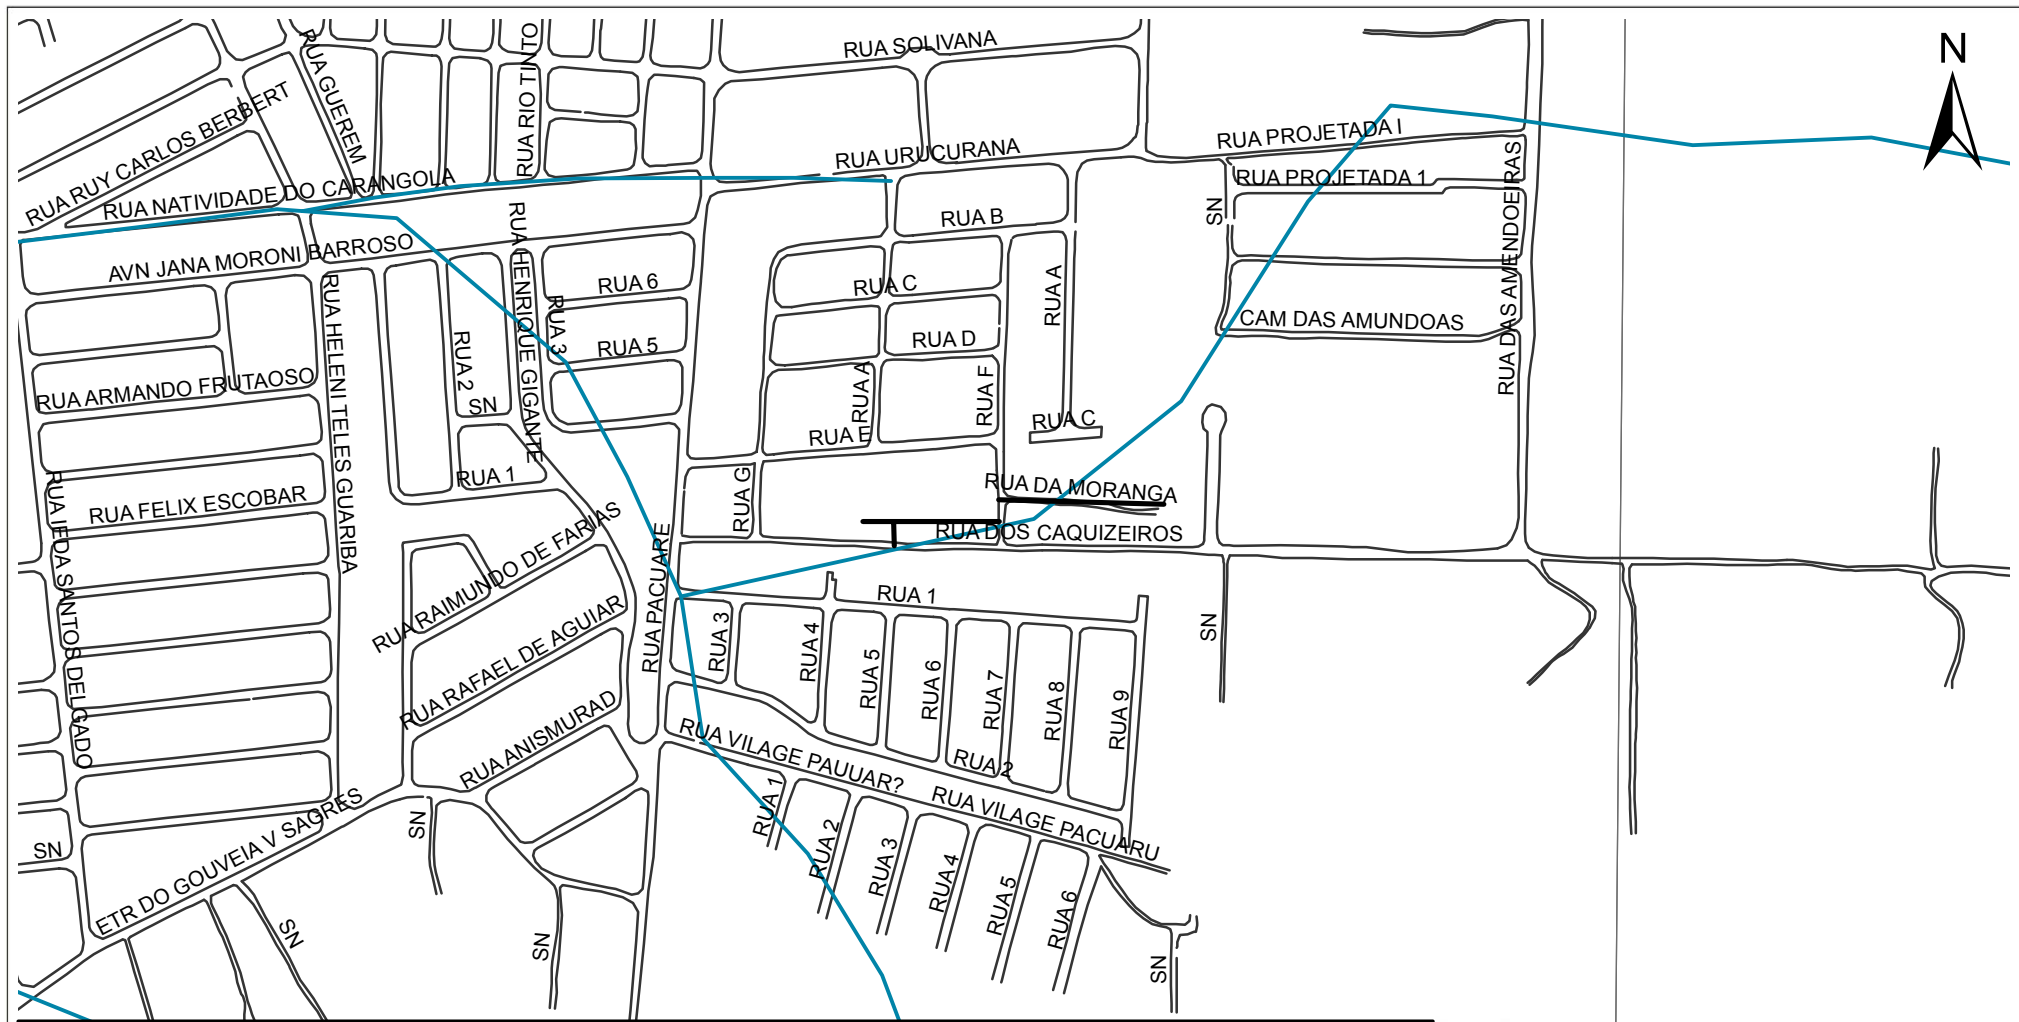 RUA SOLIVANA
N
RUA GUEREM
RUA RIO TINTO
RUA RUY CARLOS BERBERT
RUA PROJETADA I
RUA URUCURANA
RUA NATIVIDADE DO CARANGOLA
RUA PROJETADA 1
SN
RUA B
RUA DAS AMENDOEIRAS
AVN JANA MORONI BARROSO
RUA HENRIQUE GIGANTE
RUA 6
RUA C
RUA A
RUA HELENI TELES GUARIBA
RUA 3
CAM DAS AMUNDOAS
RUA 2
RUA 5
RUA D
RUA ARMANDO FRUTAOSO
SN
RUA A
RUA F
RUA C
RUA E
RUA 1
RUA G
RUA DA MORANGA
RUA FELIX ESCOBAR
RUA IEDA SANTOS DELGADO
RUA DOS CAQUIZEIROS
RUA RAIMUNDO DE FARIAS
RUA PACUARE
RUA 1
RUA RAFAEL DE AGUIAR
RUA 3
RUA 4
RUA 5
RUA 6
RUA 7
RUA 8
RUA 9
SN
RUA ANISMURAD
RUA VILAGE PAUUAR?
RUA 2
RUA VILAGE PACUARU
RUA 1
RUA 2
RUA 3
RUA 4
RUA 5
RUA 6
SN
SN
ETR DO GOUVEIA V SAGRES
SN
SN
SN